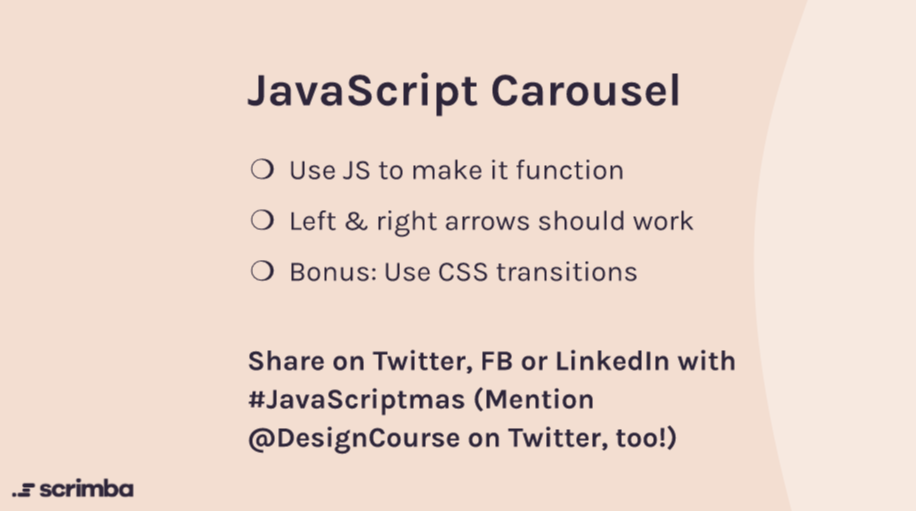 JavaScript Carousel
Use JS to make it function
Left & right arrows should work
Bonus: Use CSS transitions
Share on Twitter, FB or LinkedIn with
#JavaScriptmas (Mention
@DesignCourse on Twitter, too!)
scrimba